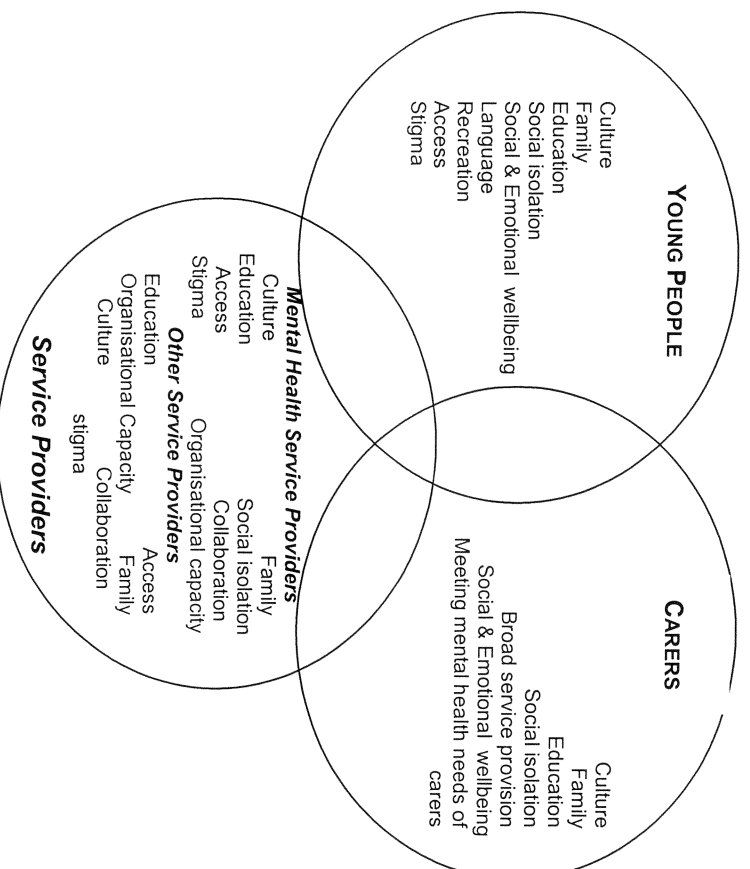 YOUNG PEOPLE
Culture
Family
Education
Social isolation
Social & Emotional wellbeing
Language
Recreation
Access
Stigma
CARERS
Culture
Family
Education
Social isolation
Broad service provision
Social & Emotional wellbeing
Meeting mental health needs of
carers
Mental Health Service Providers
Culture Family
Education Social isolation
Access Collaboration
Stigma Organisational capacity
Other Service Providers
Education Access
Organisational Capacity Family
Culture Collaboration
stigma
Service Providers